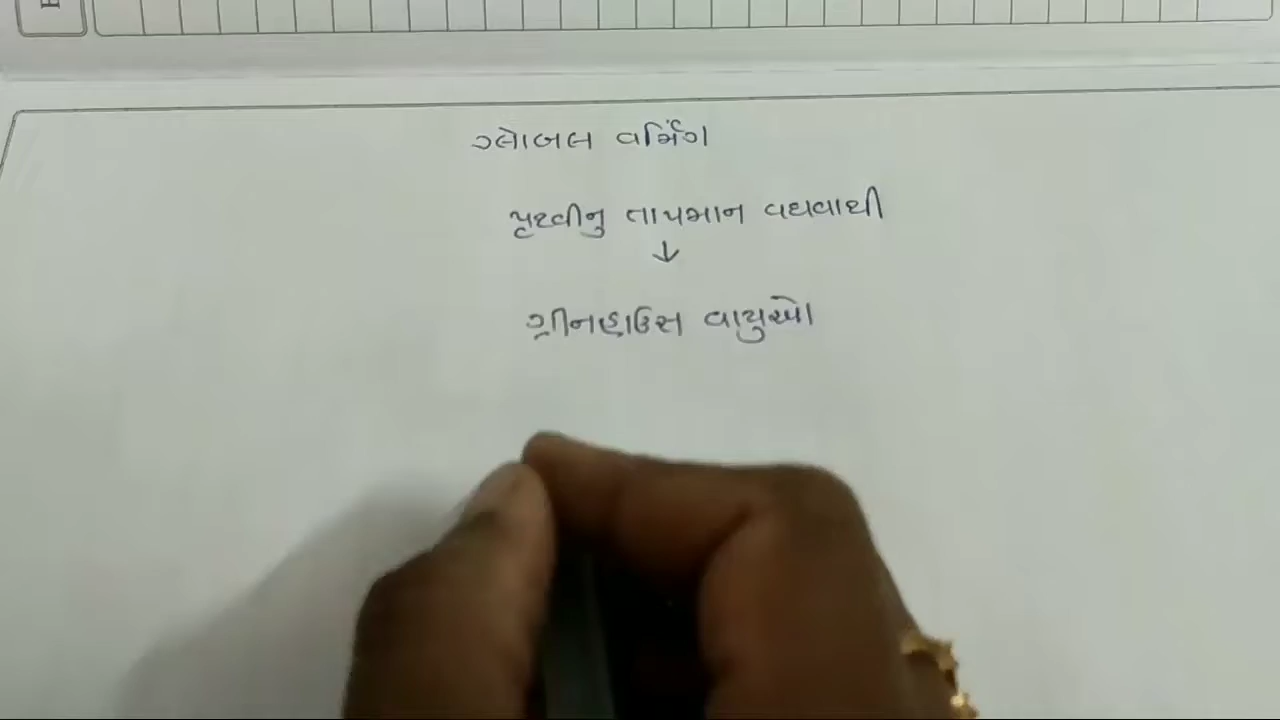 ગ્લોબલ વર્મિંગ
પૃથ્વીનુ તાપમાન વધવાથી
↓
ગ્રીનહાઉસ વાયુઓ